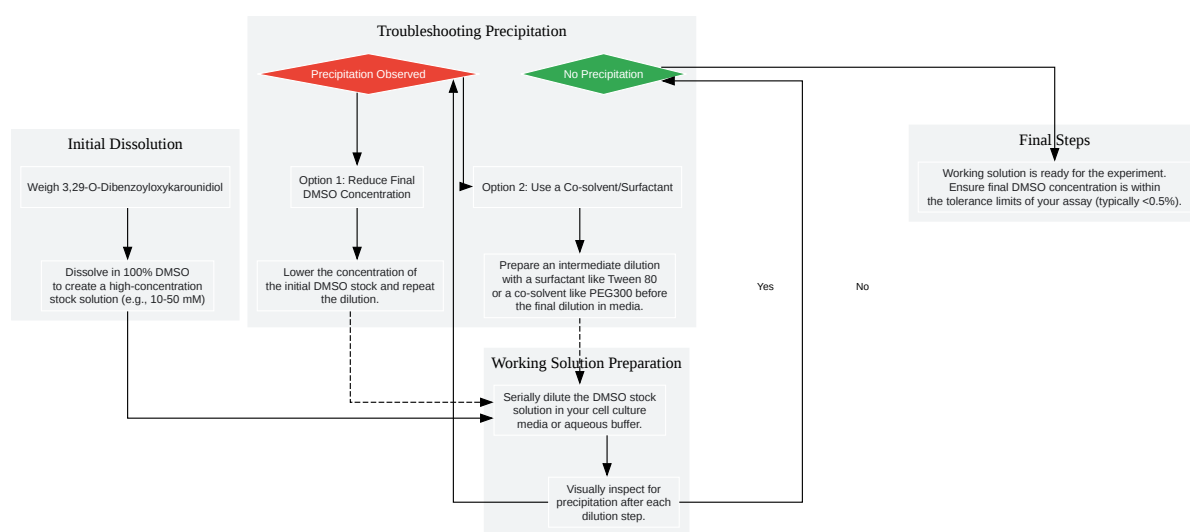 Troubleshooting Precipitation
Precipitation Observed
No Precipitation
Initial Dissolution
Weigh 3,29-O-Dibenzoyloxykarounidiol
Dissolve in 100% DMSO
to create a high-concentration
stock solution (e.g., 10-50 mM)
Option 1: Reduce Final
DMSO Concentration
Option 2: Use a Co-solvent/Surfactant
Lower the concentration of
the initial DMSO stock and repeat
the dilution.
Prepare an intermediate dilution
with a surfactant like Tween 80
or a co-solvent like PEG300 before
the final dilution in media.
Yes
No
Final Steps
Working solution is ready for the experiment.
Ensure final DMSO concentration is within
the tolerance limits of your assay (typically <0.5%).
Working Solution Preparation
Serially dilute the DMSO stock
solution in your cell culture
media or aqueous buffer.
Visually inspect for
precipitation after each
dilution step.